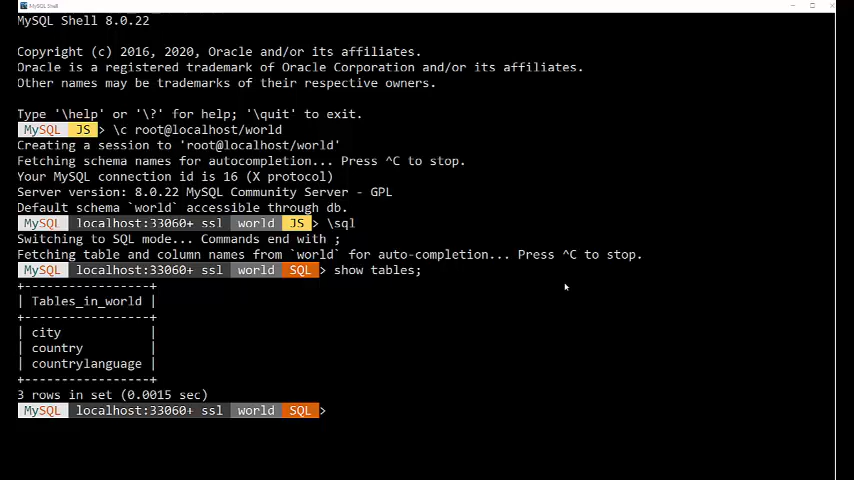 MySQL Shell
MySQL Shell 8.0.22
Copyright (c) 2016, 2020, Oracle and/or its affiliates.
Oracle is a registered trademark of Oracle Corporation and/or its affiliates.
Other names may be trademarks of their respective owners.
Type '\help' or '\?' for help; '\quit' to exit.
MySQL JS > \c root@localhost/world
Creating a session to 'root@localhost/world'
Fetching schema names for autocompletion... Press ^C to stop.
Your MySQL connection id is 16 (X protocol)
Server version: 8.0.22 MySQL Community Server - GPL
Default schema `world` accessible through db.
MySQL localhost:33060+ ssl world JS > \sql
Switching to SQL mode... Commands end with ;
Fetching table and column names from `world` for auto-completion... Press ^C to stop.
MySQL localhost:33060+ ssl world SQL > show tables;
+-----------------+
| Tables_in_world |
+-----------------+
| city            |
| country         |
| countrylanguage |
+-----------------+
3 rows in set (0.0015 sec)
MySQL localhost:33060+ ssl world SQL >